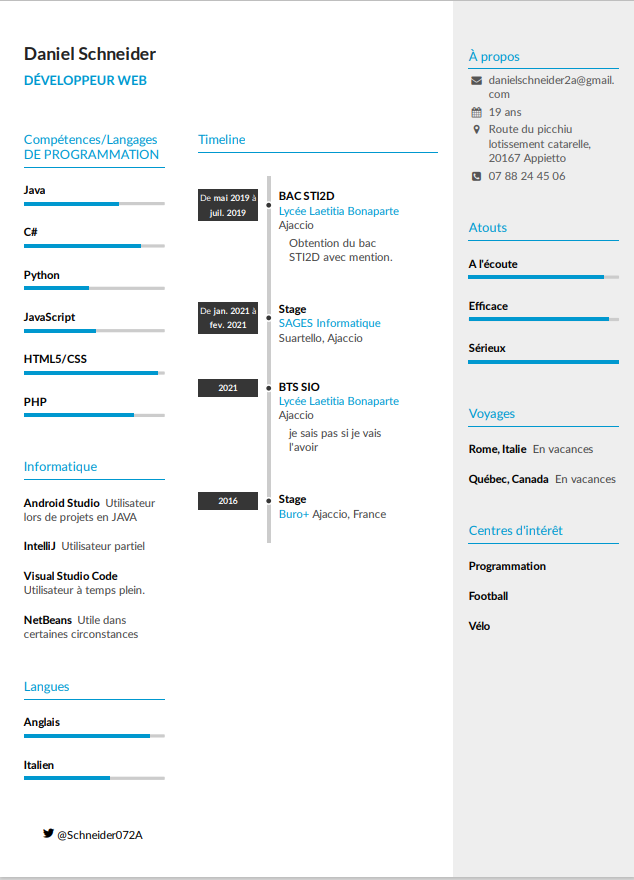 Daniel Schneider
DÉVELOPPEUR WEB
Compétences/Langages
DE PROGRAMMATION
Java
C#
Python
JavaScript
HTML5/CSS
PHP
Informatique
Android Studio Utilisateur
lors de projets en JAVA
IntelliJ Utilisateur partiel
Visual Studio Code
Utilisateur à temps plein.
NetBeans Utile dans
certaines circonstances
Langues
Anglais
Italien
@Schneider072A
Timeline
De mai 2019 à
juil. 2019
BAC STI2D
Lycée Laetitia Bonaparte
Ajaccio
Obtention du bac
STI2D avec mention.
De jan. 2021 à
fev. 2021
Stage
SAGES Informatique
Suartello, Ajaccio
2021
BTS SIO
Lycée Laetitia Bonaparte
Ajaccio
je sais pas si je vais
l'avoir
2016
Stage
Buro+ Ajaccio, France
À propos
danielschneider2a@gmail.
com
19 ans
Route du picchiu
lotissement catarelle,
20167 Appietto
07 88 24 45 06
Atouts
A l'écoute
Efficace
Sérieux
Voyages
Rome, Italie En vacances
Québec, Canada En vacances
Centres d'intérêt
Programmation
Football
Vélo